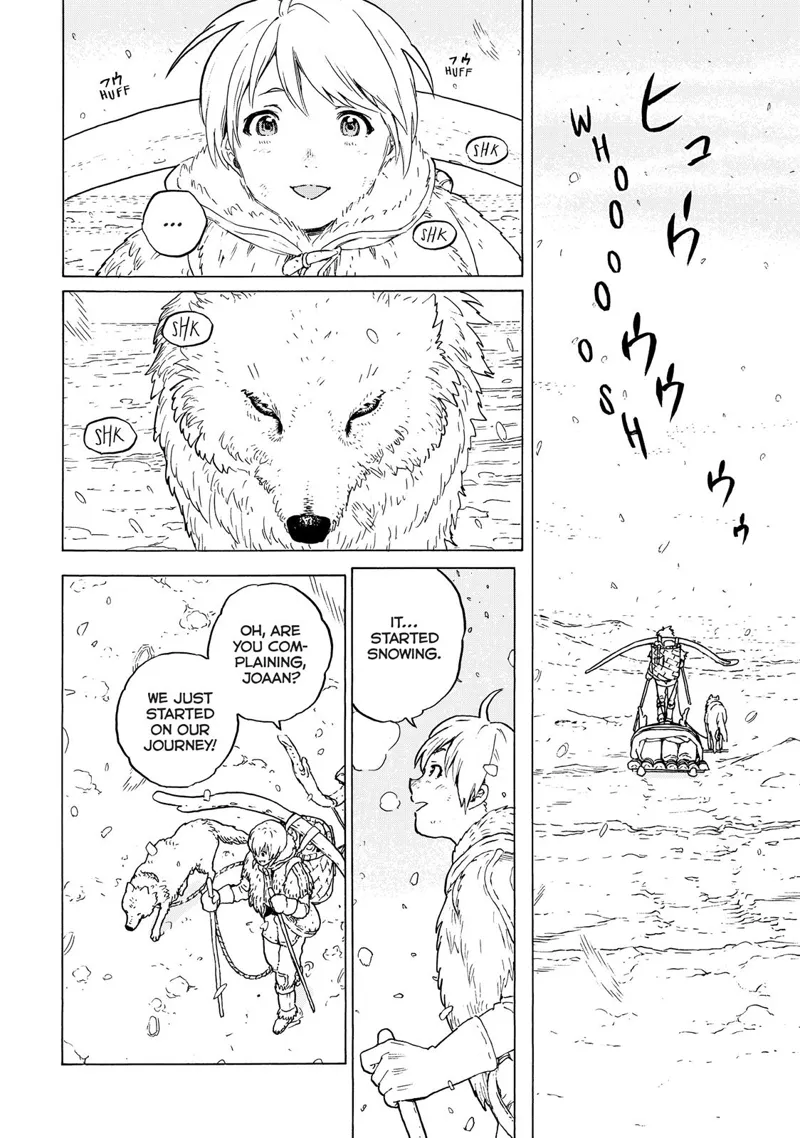 ヒュウウウウウ
WHOOOOOOSH
フウ
HUFF
フウ
HUFF
SHK
SHK
...
SHK
SHK
IT...
STARTED
SNOWING.
OH, ARE
YOU COM-
PLAINING,
JOAAN?
WE JUST
STARTED
ON OUR
JOURNEY!